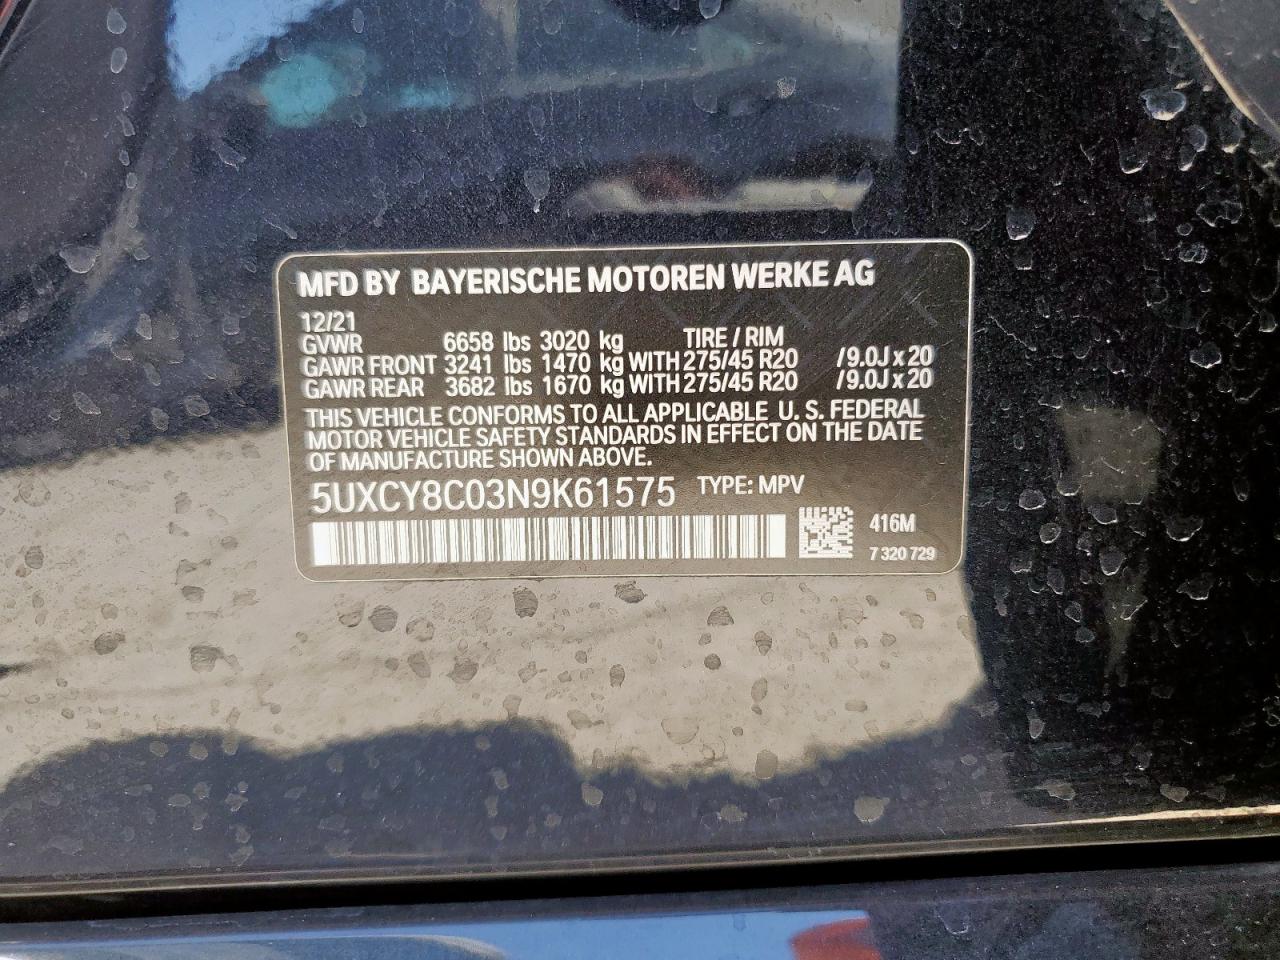 MFD BY BAYERISCHE MOTOREN WERKE AG
12/21
GVWR 6658 lbs 3020 kg TIRE / RIM
GAWR FRONT 3241 lbs 1470 kg WITH 275/45 R20 /9.0J x 20
GAWR REAR 3682 lbs 1670 kg WITH 275/45 R20 /9.0J x 20
THIS VEHICLE CONFORMS TO ALL APPLICABLE U. S. FEDERAL
MOTOR VEHICLE SAFETY STANDARDS IN EFFECT ON THE DATE
OF MANUFACTURE SHOWN ABOVE.
5UXCY8C03N9K61575 TYPE: MPV
416M
7 320 729